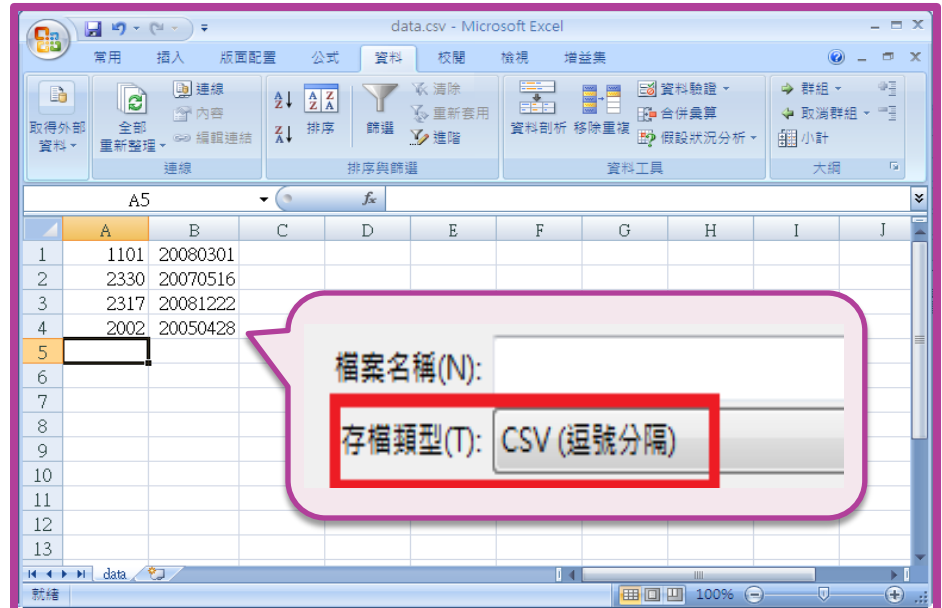 data.csv - Microsoft Excel
常用 插入 版面配置 公式 資料 校閱 檢視 增益集
取得外部資料
全部重新整理
連線
內容
編輯連結
連線
排序
篩選
清除
重新套用
進階
排序與篩選
資料剖析
移除重複
資料驗證
合併彙算
假設狀況分析
資料工具
群組
取消群組
小計
大綱
A5 fx
A B C D E F G H I J
1 1101 20080301
2 2330 20070516
3 2317 20081222
4 2002 20050428
5
6
7
8
9
10
11
12
13
檔案名稱(N):
存檔類型(T): CSV (逗號分隔)
data
就緒 100%